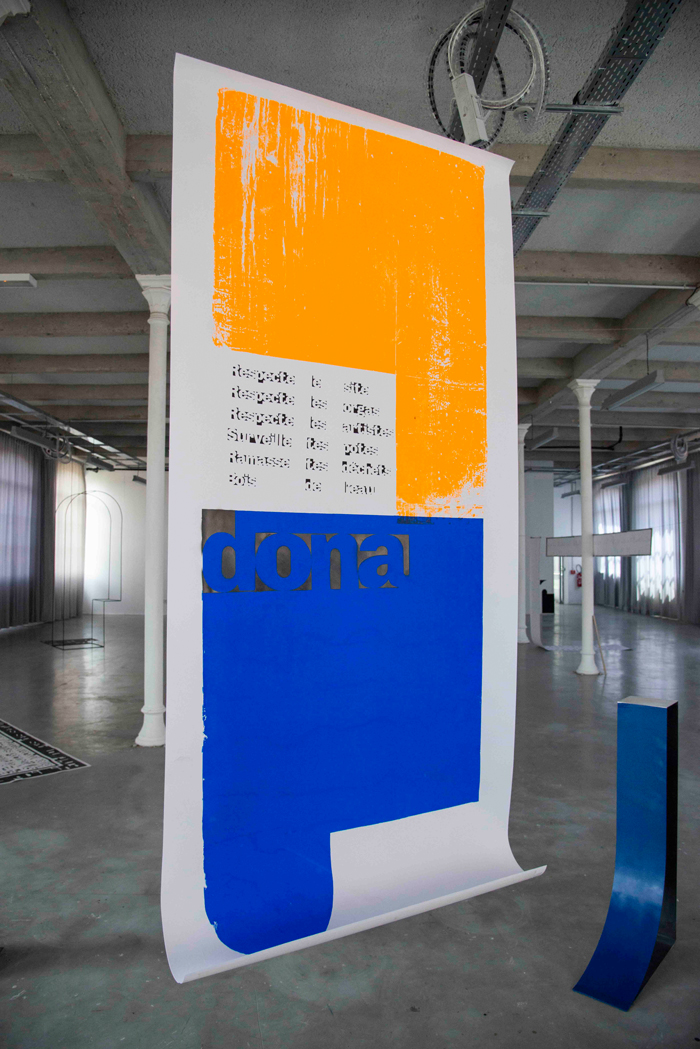 Respecte le site
Respecte les orgas
Respecte les artistes
Surveille tes potes
Ramasse tes déchets
Bois de l'eau
dona